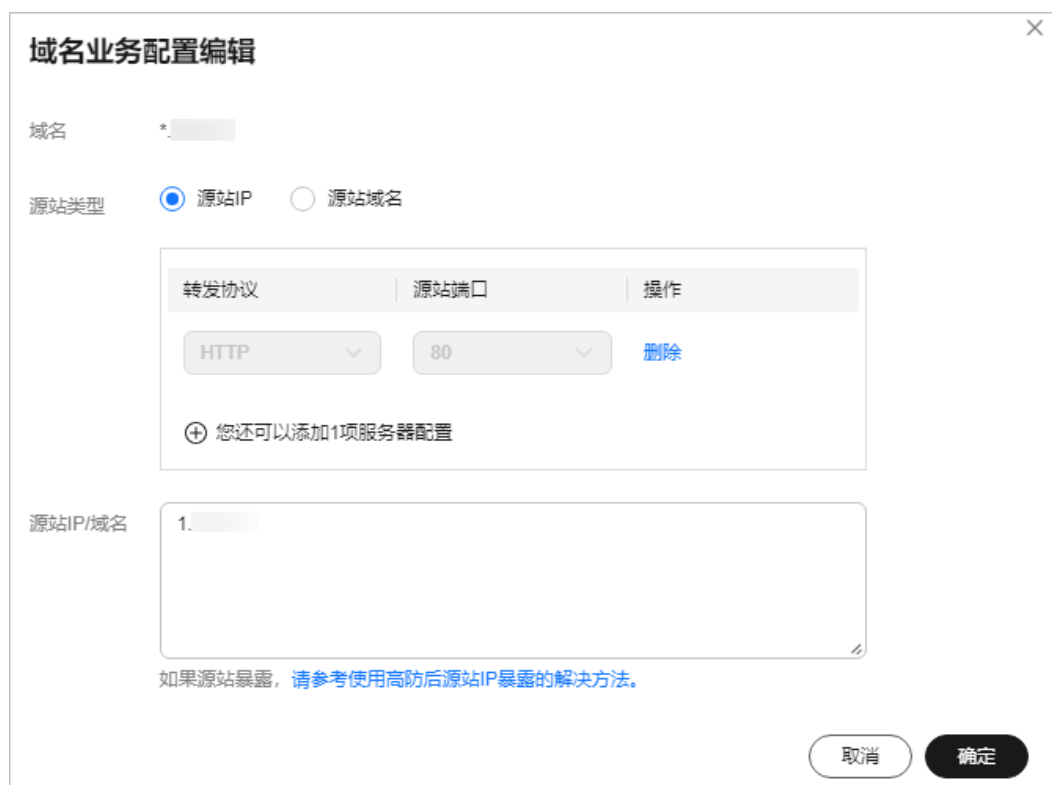 域名业务配置编辑
域名 *.
源站类型 源站IP 源站域名
转发协议 源站端口 操作
HTTP 80 删除
您还可以添加1项服务器配置
源站IP/域名 1.
如果源站暴露，请参考使用高防后源站IP暴露的解决方法。
取消 确定